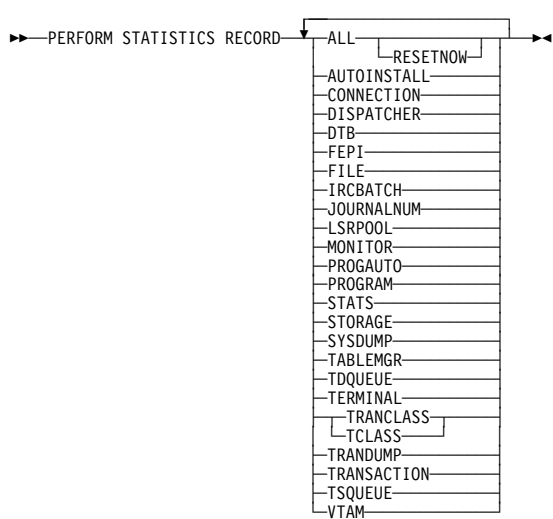 PERFORM STATISTICS RECORD ALL
RESETNOW
AUTOINSTALL
CONNECTION
DISPATCHER
DTB
FEPI
FILE
IRCBATCH
JOURNALNUM
LSRPOOL
MONITOR
PROGAUTO
PROGRAM
STATS
STORAGE
SYSDUMP
TABLEMGR
TDQUEUE
TERMINAL
TRANCLASS
TCLASS
TRANDUMP
TRANSACTION
TSQUEUE
VTAM